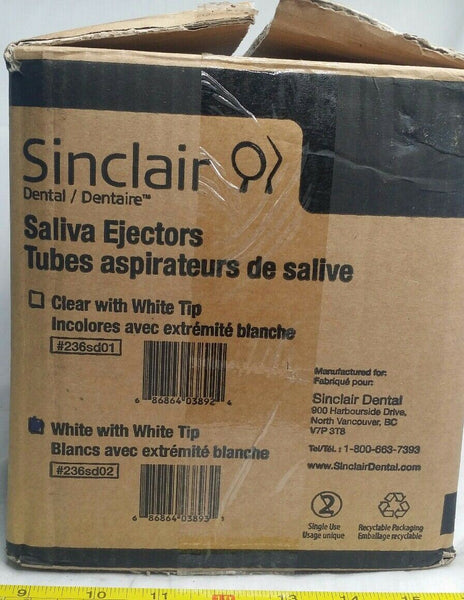 Sinclair
Dental / Dentaire™
Saliva Ejectors
Tubes aspirateurs de salive
Clear with White Tip
Incolores avec extrémité blanche
#236sd01
6 86864 03892 4
White with White Tip
Blancs avec extrémité blanche
#236sd02
6 86864 03893 1
Manufactured for:
Fabriqué pour:
Sinclair Dental
900 Harbourside Drive,
North Vancouver, BC
V7P 3T8
Tel/Tél. : 1-800-663-7393
www.SinclairDental.com
2
Single Use
Usage unique
Recyclable Packaging
Emballage recyclable
9 10 11 12 13 14 15